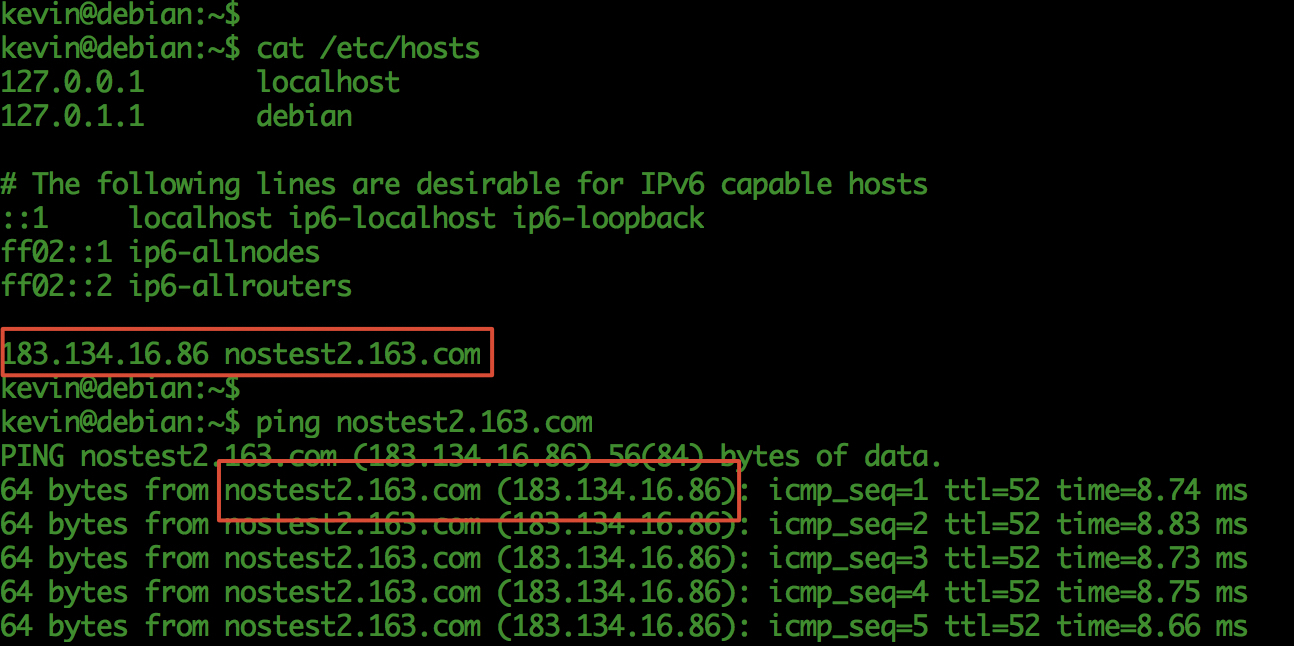 kevin@debian:~$
kevin@debian:~$ cat /etc/hosts
127.0.0.1       localhost
127.0.1.1       debian
# The following lines are desirable for IPv6 capable hosts
::1     localhost ip6-localhost ip6-loopback
ff02::1 ip6-allnodes
ff02::2 ip6-allrouters
183.134.16.86 nostest2.163.com
kevin@debian:~$
kevin@debian:~$ ping nostest2.163.com
PING nostest2.163.com (183.134.16.86) 56(84) bytes of data.
64 bytes from nostest2.163.com (183.134.16.86): icmp_seq=1 ttl=52 time=8.74 ms
64 bytes from nostest2.163.com (183.134.16.86): icmp_seq=2 ttl=52 time=8.83 ms
64 bytes from nostest2.163.com (183.134.16.86): icmp_seq=3 ttl=52 time=8.73 ms
64 bytes from nostest2.163.com (183.134.16.86): icmp_seq=4 ttl=52 time=8.75 ms
64 bytes from nostest2.163.com (183.134.16.86): icmp_seq=5 ttl=52 time=8.66 ms